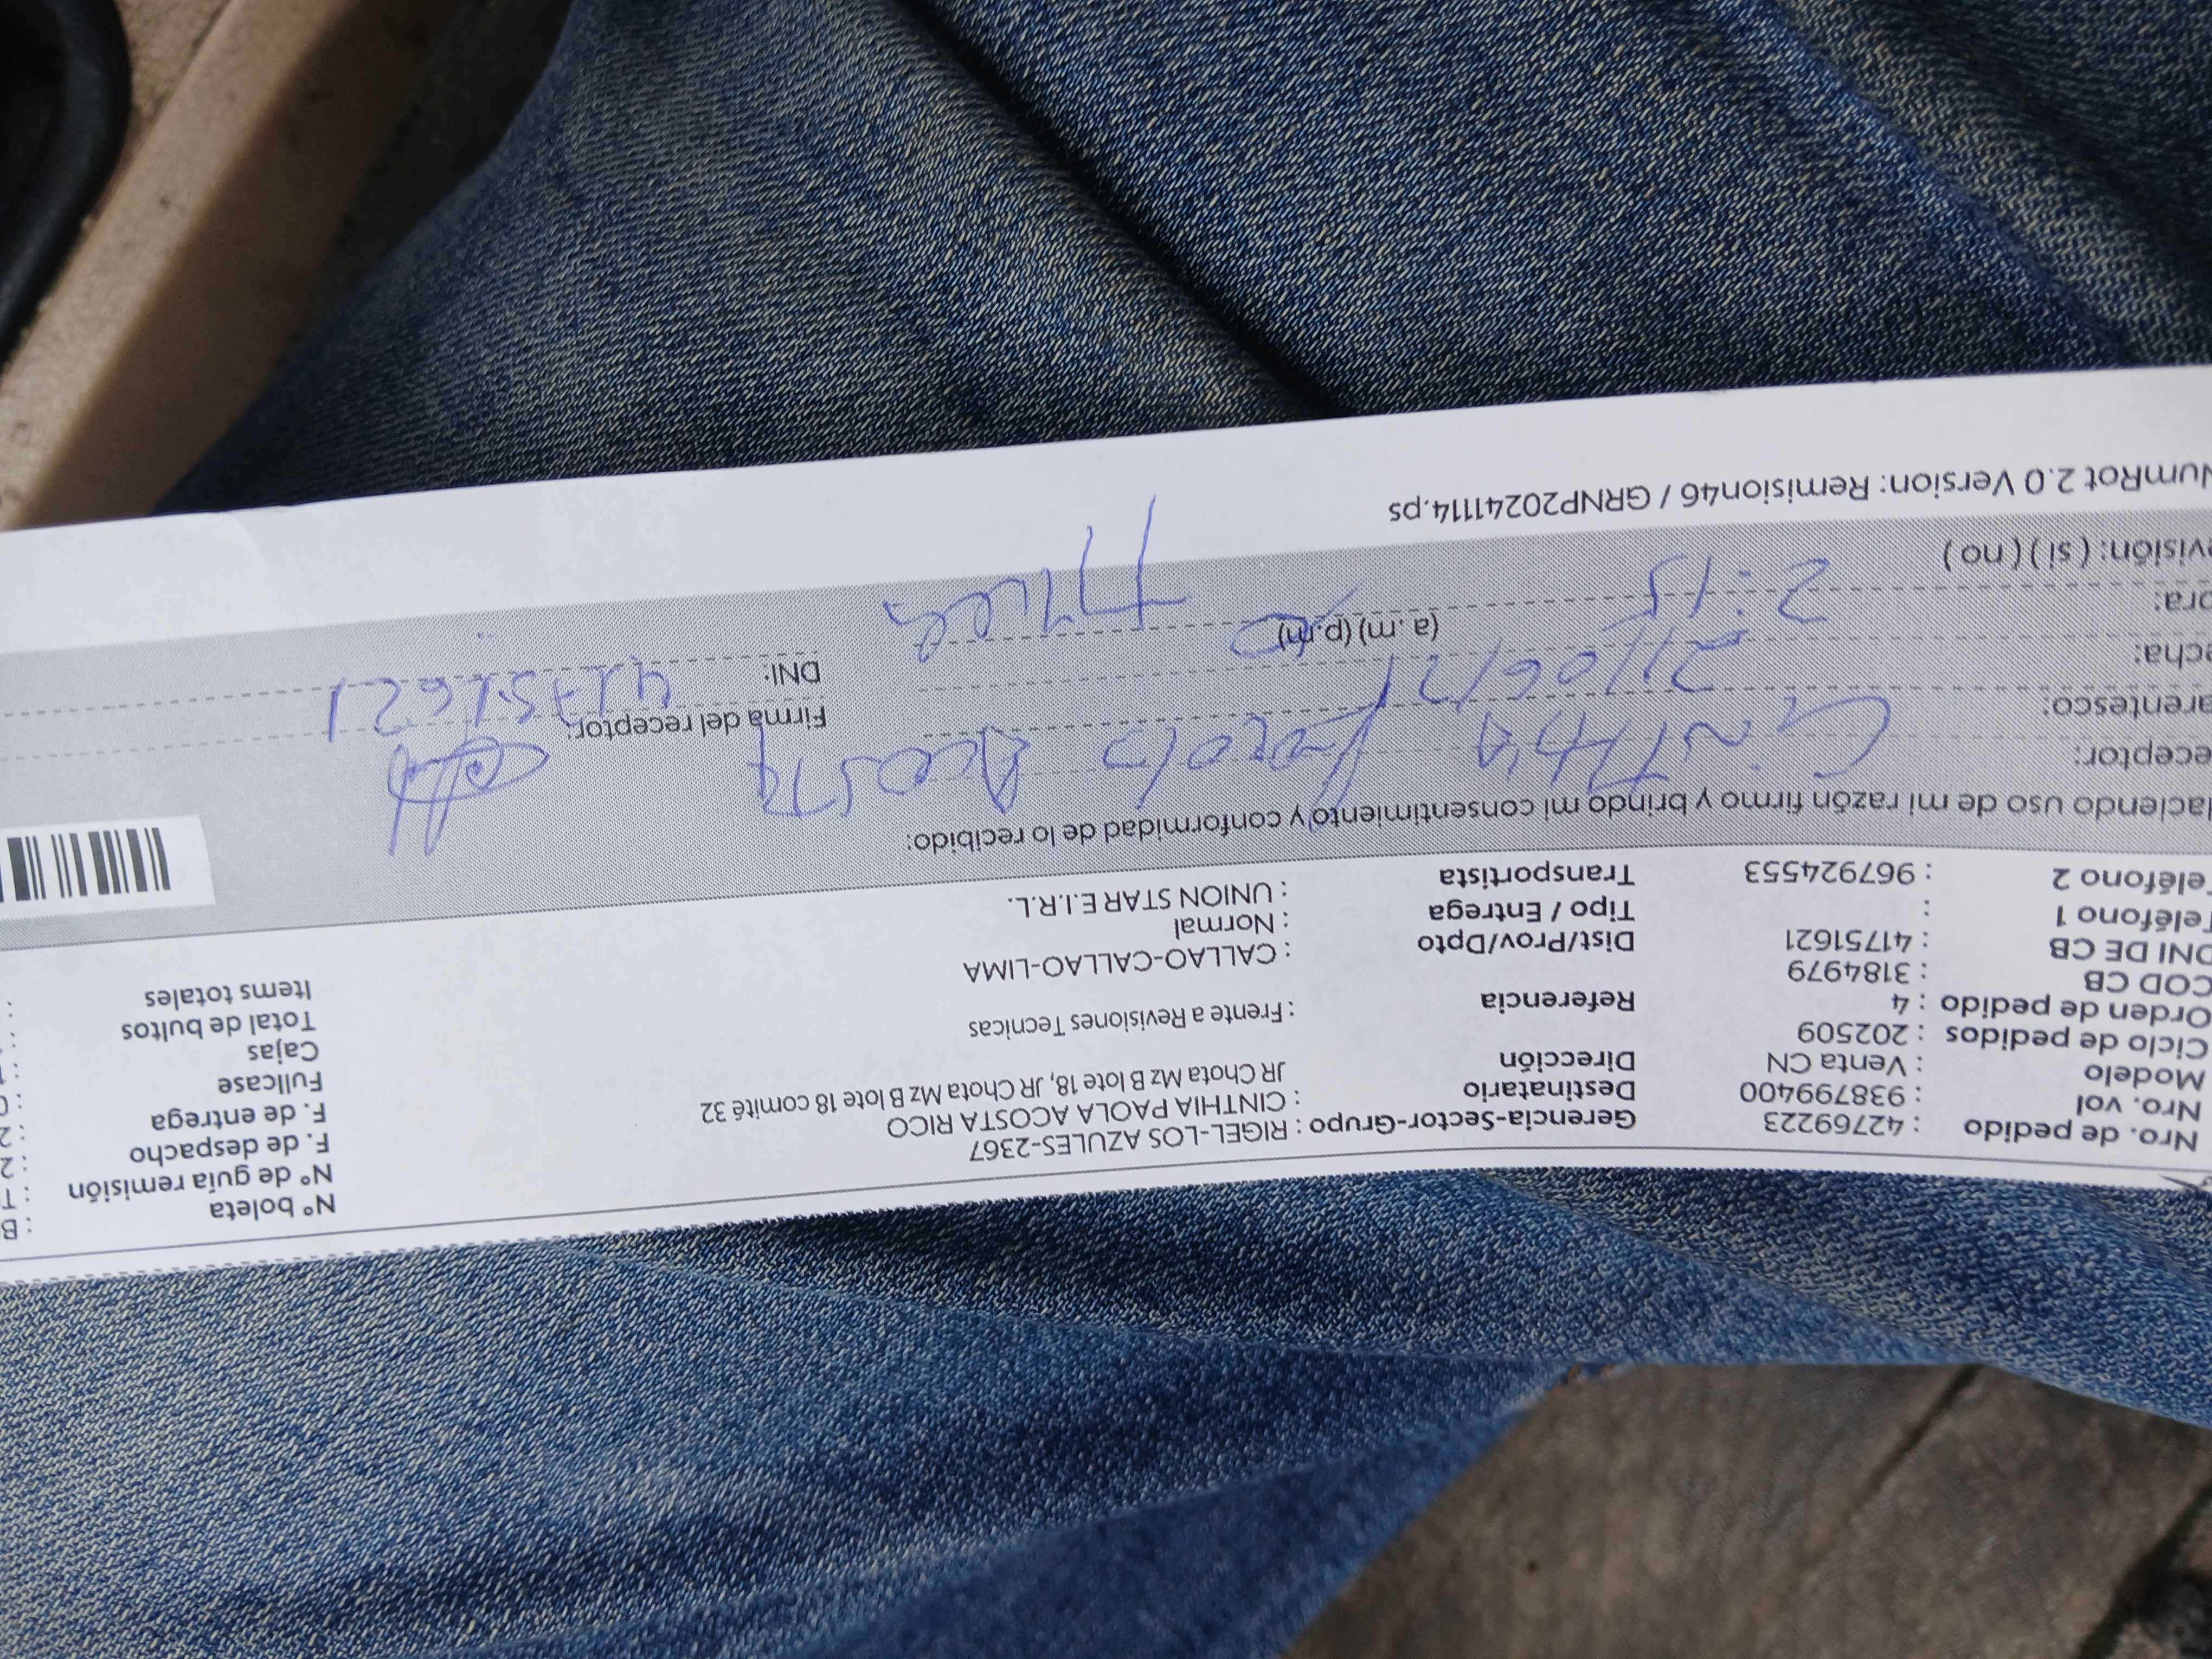 Nro. de pedido : 42769223
Nro. vol : 938799400
Modelo : Venta CN
Ciclo de pedidos : 202509
Orden de pedido : 4
COD CB : 3184979
DNI DE CB : 41751621
Teléfono 1 :
Teléfono 2 : 967924553
Gerencia-Sector-Grupo : RIGEL-LOS AZULES-2367
Destinatario : CINTHIA PAOLA ACOSTA RICO
Dirección JR Chota Mz B lote 18, JR Chota Mz B lote 18 comité 32
Referencia : Frente a Revisiones Tecnicas
Dist/Prov/Dpto : CALLAO-CALLAO-LIMA
Tipo / Entrega : Normal
Transportista : UNION STAR E.I.R.L.
N° boleta : B
N° de guía remisión : T
F. de despacho : 2
F. de entrega : 2
Fullcase
Cajas
Total de bultos
Items totales
Haciendo uso de mi razón firmo y brindo mi consentimiento y conformidad de lo recibido:
eceptor: Cinthia Paola Acosta
arentesco:
echa: 21/06/21
ora: 2:15 (a.m) (p.m)
evisión: ( si ) ( no )
Firma del receptor:
DNI: 41751621
NumRot 2.0 Version: Remision46 / GRNP20241114.ps